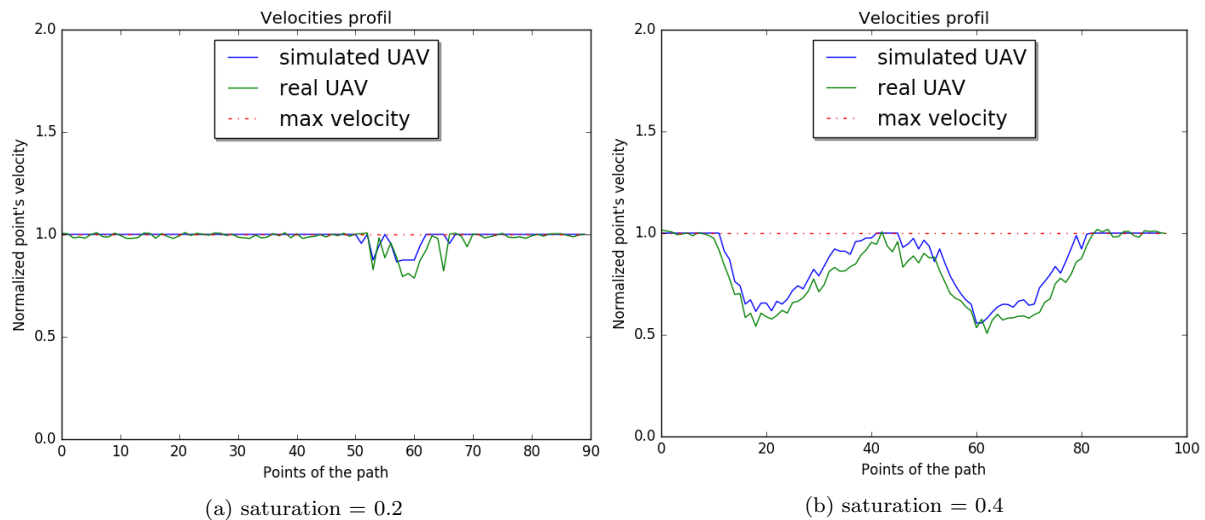 Velocities profil
simulated UAV
real UAV
max velocity
2.0
1.5
1.0
0.5
0.0
Normalized point's velocity
0 10 20 30 40 50 60 70 80 90
Points of the path
(a) saturation = 0.2
Velocities profil
simulated UAV
real UAV
max velocity
2.0
1.5
1.0
0.5
0.0
Normalized point's velocity
0 20 40 60 80 100
Points of the path
(b) saturation = 0.4